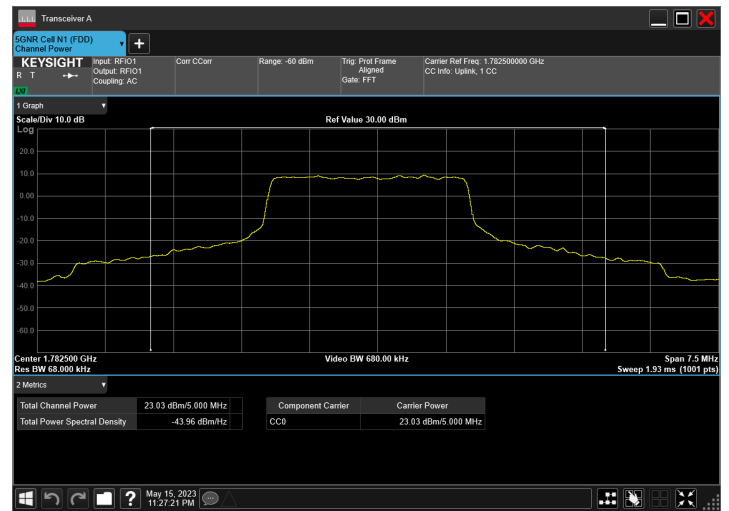 Transceiver A
5GNR Cell N1 (FDD)
Channel Power
KEYSIGHT
R T
LXI
Input: RFIO1
Output: RFIO1
Coupling: AC
Corr CCorr
Range: -60 dBm
Trig: Prot Frame
Aligned
Gate: FFT
Carrier Ref Freq: 1.782500000 GHz
CC Info: Uplink, 1 CC
1 Graph
Scale/Div 10.0 dB
Ref Value 30.00 dBm
Log
20.0
10.0
0.00
-10.0
-20.0
-30.0
-40.0
-50.0
-60.0
Center 1.782500 GHz
Video BW 680.00 kHz
Span 7.5 MHz
Res BW 68.000 kHz
Sweep 1.93 ms (1001 pts)
2 Metrics
Total Channel Power 23.03 dBm/5.000 MHz
Total Power Spectral Density -43.96 dBm/Hz
Component Carrier Carrier Power
CC0 23.03 dBm/5.000 MHz
?
May 15, 2023
11:27:21 PM